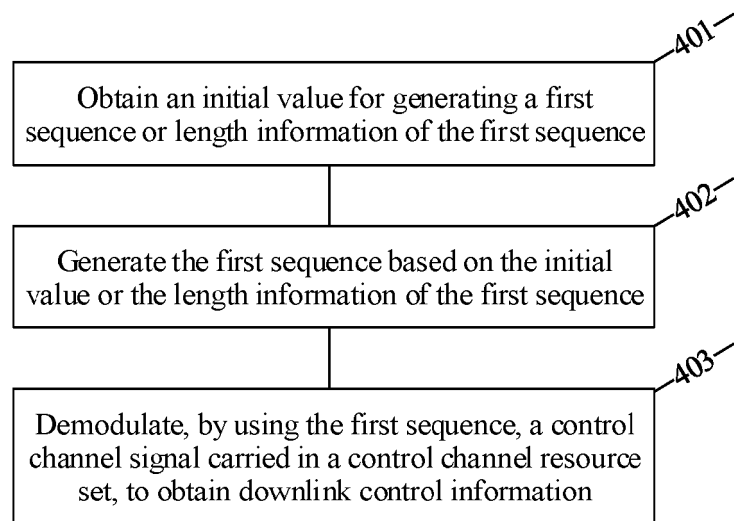 401
Obtain an initial value for generating a first
sequence or length information of the first sequence
402
Generate the first sequence based on the initial
value or the length information of the first sequence
403
Demodulate, by using the first sequence, a control
channel signal carried in a control channel resource
set, to obtain downlink control information